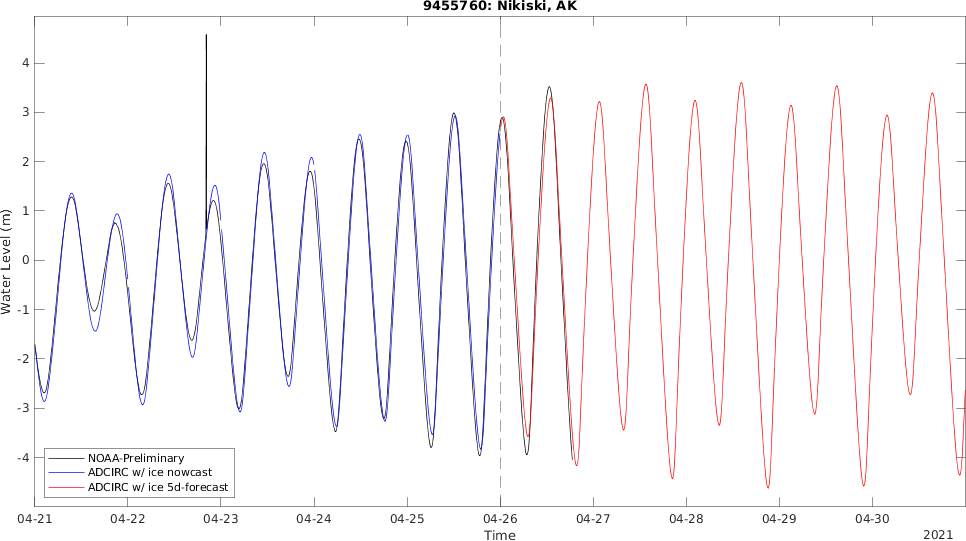 9455760: Nikiski, AK
Water Level (m)
4
3
2
1
0
-1
-2
-3
-4
NOAA-Preliminary
ADCIRC w/ ice nowcast
ADCIRC w/ ice 5d-forecast
04-21 04-22 04-23 04-24 04-25 04-26 04-27 04-28 04-29 04-30
Time
2021